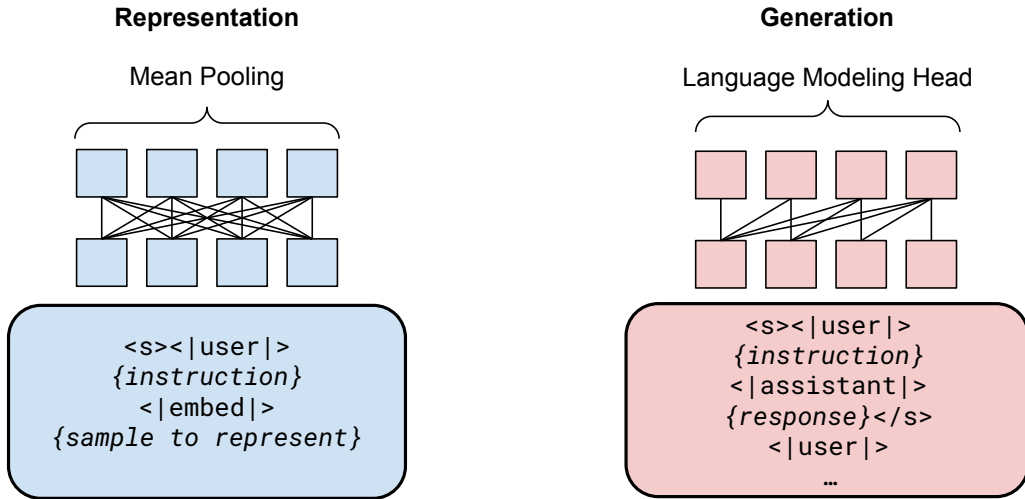 Representation
Mean Pooling
<s><|user|>
{instruction}
<|embed|>
{sample to represent}
Generation
Language Modeling Head
<s><|user|>
{instruction}
<|assistant|>
{response}</s>
<|user|>
…